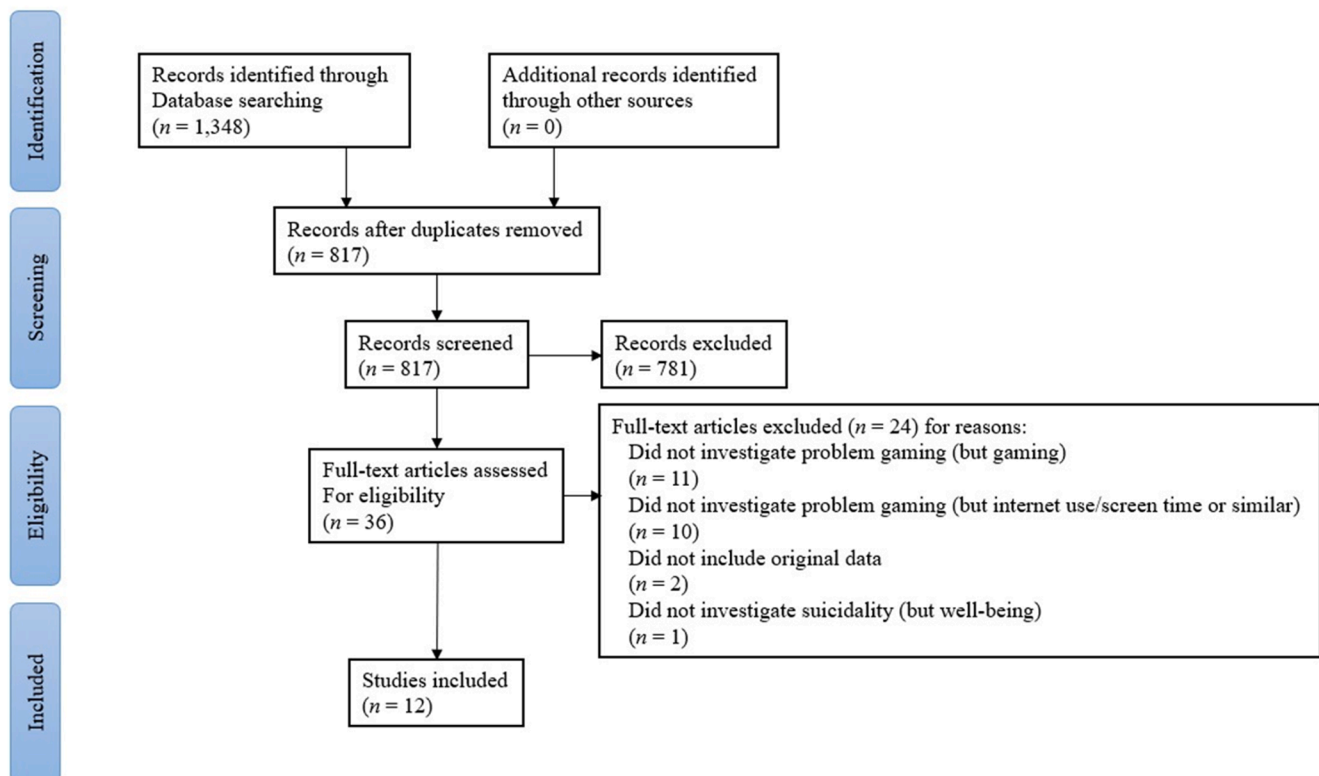 Identification
Records identified through
Database searching
(n = 1,348)
Additional records identified
through other sources
(n = 0)
Screening
Records after duplicates removed
(n = 817)
Records screened
(n = 817)
Records excluded
(n = 781)
Eligibility
Full-text articles assessed
For eligibility
(n = 36)
Full-text articles excluded (n = 24) for reasons:
Did not investigate problem gaming (but gaming)
(n = 11)
Did not investigate problem gaming (but internet use/screen time or similar)
(n = 10)
Did not include original data
(n = 2)
Did not investigate suicidality (but well-being)
(n = 1)
Included
Studies included
(n = 12)